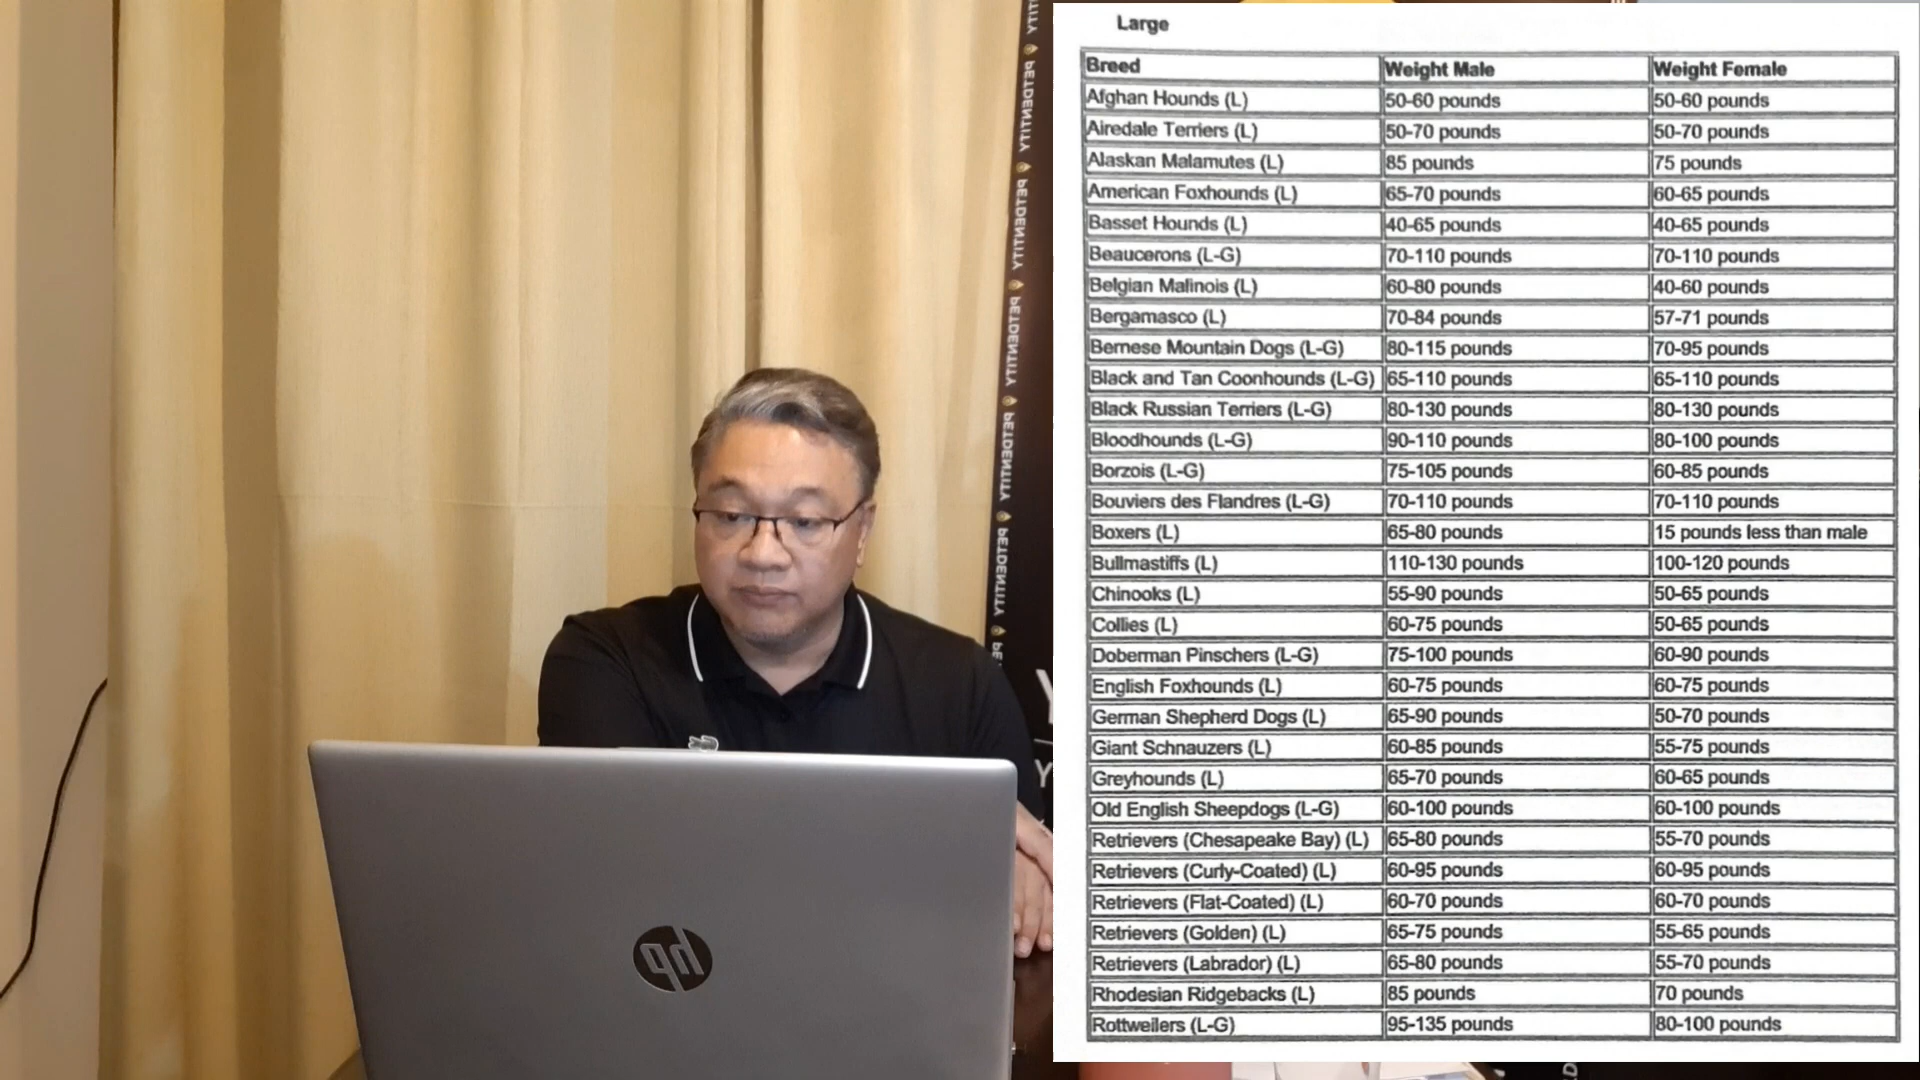 PETDENTITY PETDENTITY PETDENTITY PETDENTITY PETDENTITY
hp
Large
Breed Weight Male Weight Female
Afghan Hounds (L) 50-60 pounds 50-60 pounds
Airedale Terriers (L) 50-70 pounds 50-70 pounds
Alaskan Malamutes (L) 85 pounds 75 pounds
American Foxhounds (L) 65-70 pounds 60-65 pounds
Basset Hounds (L) 40-65 pounds 40-65 pounds
Beaucerons (L-G) 70-110 pounds 70-110 pounds
Belgian Malinois (L) 60-80 pounds 40-60 pounds
Bergamasco (L) 70-84 pounds 57-71 pounds
Bernese Mountain Dogs (L-G) 80-115 pounds 70-95 pounds
Black and Tan Coonhounds (L-G) 65-110 pounds 65-110 pounds
Black Russian Terriers (L-G) 80-130 pounds 80-130 pounds
Bloodhounds (L-G) 90-110 pounds 80-100 pounds
Borzois (L-G) 75-105 pounds 60-85 pounds
Bouviers des Flandres (L-G) 70-110 pounds 70-110 pounds
Boxers (L) 65-80 pounds 15 pounds less than male
Bullmastiffs (L) 110-130 pounds 100-120 pounds
Chinooks (L) 55-90 pounds 50-65 pounds
Collies (L) 60-75 pounds 50-65 pounds
Doberman Pinschers (L-G) 75-100 pounds 60-90 pounds
English Foxhounds (L) 60-75 pounds 60-75 pounds
German Shepherd Dogs (L) 65-90 pounds 50-70 pounds
Giant Schnauzers (L) 60-85 pounds 55-75 pounds
Greyhounds (L) 65-70 pounds 60-65 pounds
Old English Sheepdogs (L-G) 60-100 pounds 60-100 pounds
Retrievers (Chesapeake Bay) (L) 65-80 pounds 55-70 pounds
Retrievers (Curly-Coated) (L) 60-95 pounds 60-95 pounds
Retrievers (Flat-Coated) (L) 60-70 pounds 60-70 pounds
Retrievers (Golden) (L) 65-75 pounds 55-65 pounds
Retrievers (Labrador) (L) 65-80 pounds 55-70 pounds
Rhodesian Ridgebacks (L) 85 pounds 70 pounds
Rottweilers (L-G) 95-135 pounds 80-100 pounds